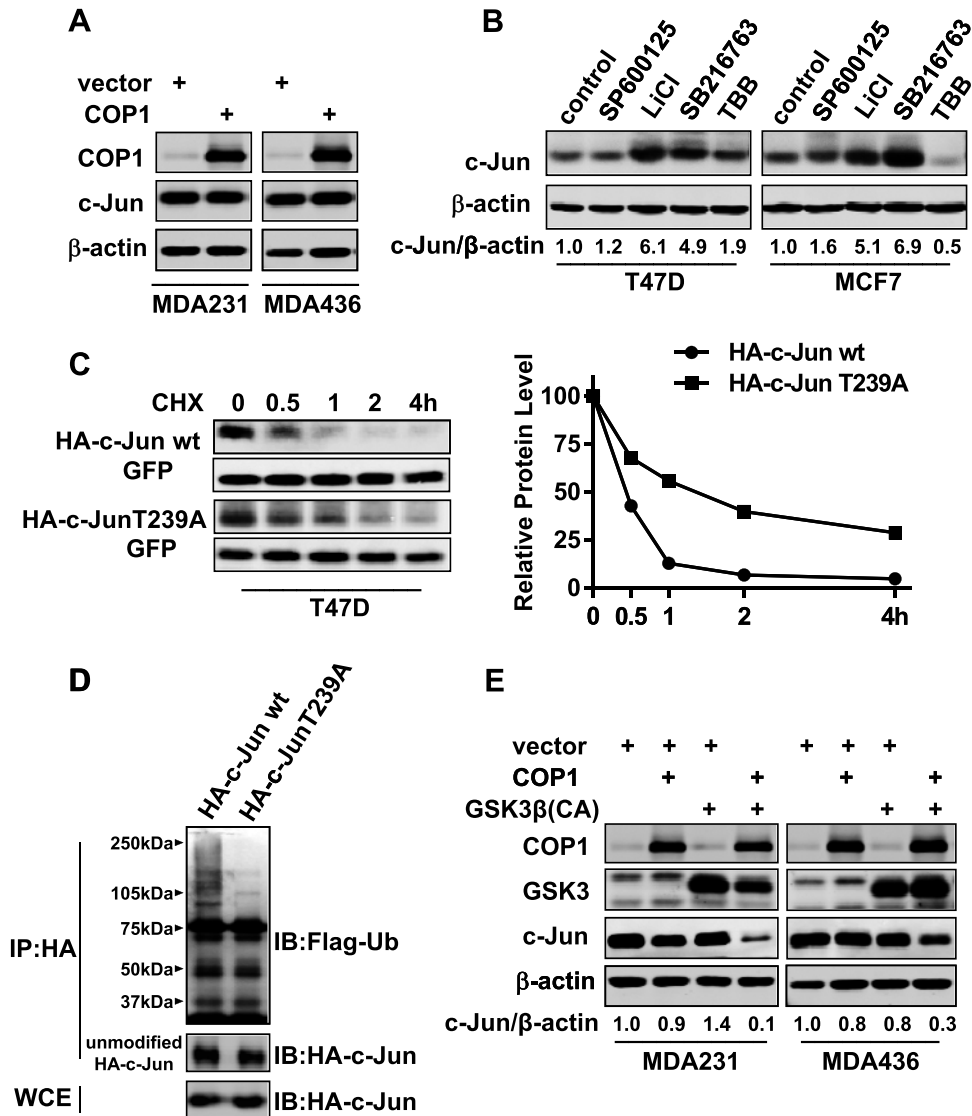 A
vector + +
COP1 + +
COP1
c-Jun
β-actin
MDA231 MDA436
B
control SP600125 LiCl SB216763 TBB control SP600125 LiCl SB216763 TBB
c-Jun
β-actin
c-Jun/β-actin 1.0 1.2 6.1 4.9 1.9 1.0 1.6 5.1 6.9 0.5
T47D MCF7
C
CHX 0 0.5 1 2 4h
HA-c-Jun wt
GFP
HA-c-JunT239A
GFP
T47D
HA-c-Jun wt
HA-c-Jun T239A
Relative Protein Level
100
75
50
25
0
0 0.5 1 2 4h
D
HA-c-Jun wt HA-c-JunT239A
250kDa
105kDa
75kDa
50kDa
37kDa
IP:HA
IB:Flag-Ub
unmodified
HA-c-Jun
IB:HA-c-Jun
WCE IB:HA-c-Jun
E
vector + + + + + +
COP1 + + + +
GSK3β(CA) + + + +
COP1
GSK3
c-Jun
β-actin
c-Jun/β-actin 1.0 0.9 1.4 0.1 1.0 0.8 0.8 0.3
MDA231 MDA436